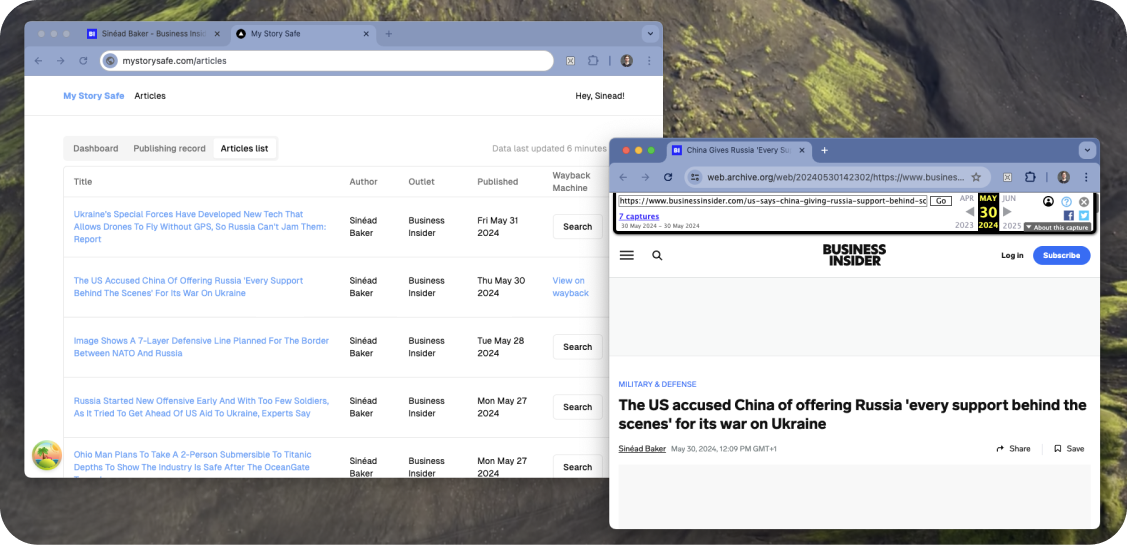 BI Sinéad Baker - Business Insi
My Story Safe
mystorysafe.com/articles
My Story Safe Articles
Hey, Sinead!
Dashboard Publishing record Articles list
Data last updated 6 minutes
Title Author Outlet Published Wayback
Machine
Ukraine's Special Forces Have Developed New Tech That
Allows Drones To Fly Without GPS, So Russia Can't Jam Them:
Report
Sinéad
Baker
Business
Insider
Fri May 31
2024
Search
The US Accused China Of Offering Russia 'Every Support
Behind The Scenes' For Its War On Ukraine
Sinéad
Baker
Business
Insider
Thu May 30
2024
View on
wayback
Image Shows A 7-Layer Defensive Line Planned For The Border
Between NATO And Russia
Sinéad
Baker
Business
Insider
Tue May 28
2024
Search
Russia Started New Offensive Early And With Too Few Soldiers,
As It Tried To Get Ahead Of US Aid To Ukraine, Experts Say
Sinéad
Baker
Business
Insider
Mon May 27
2024
Search
Ohio Man Plans To Take A 2-Person Submersible To Titanic
Depths To Show The Industry Is Safe After The OceanGate
Sinéad
Baker
Business
Insider
Mon May 27
2024
Search
BI China Gives Russia 'Every Su
web.archive.org/web/20240530142302/https://www.busines...
https://www.businessinsider.com/us-says-china-giving-russia-support-behind-sc Go
APR MAY JUN
30
2023 2024 2025
7 captures
30 May 2024 – 30 May 2024
About this capture
BUSINESS
INSIDER
Log in Subscribe
MILITARY & DEFENSE
The US accused China of offering Russia 'every support behind the
scenes' for its war on Ukraine
Sinéad Baker May 30, 2024, 12:09 PM GMT+1
Share Save